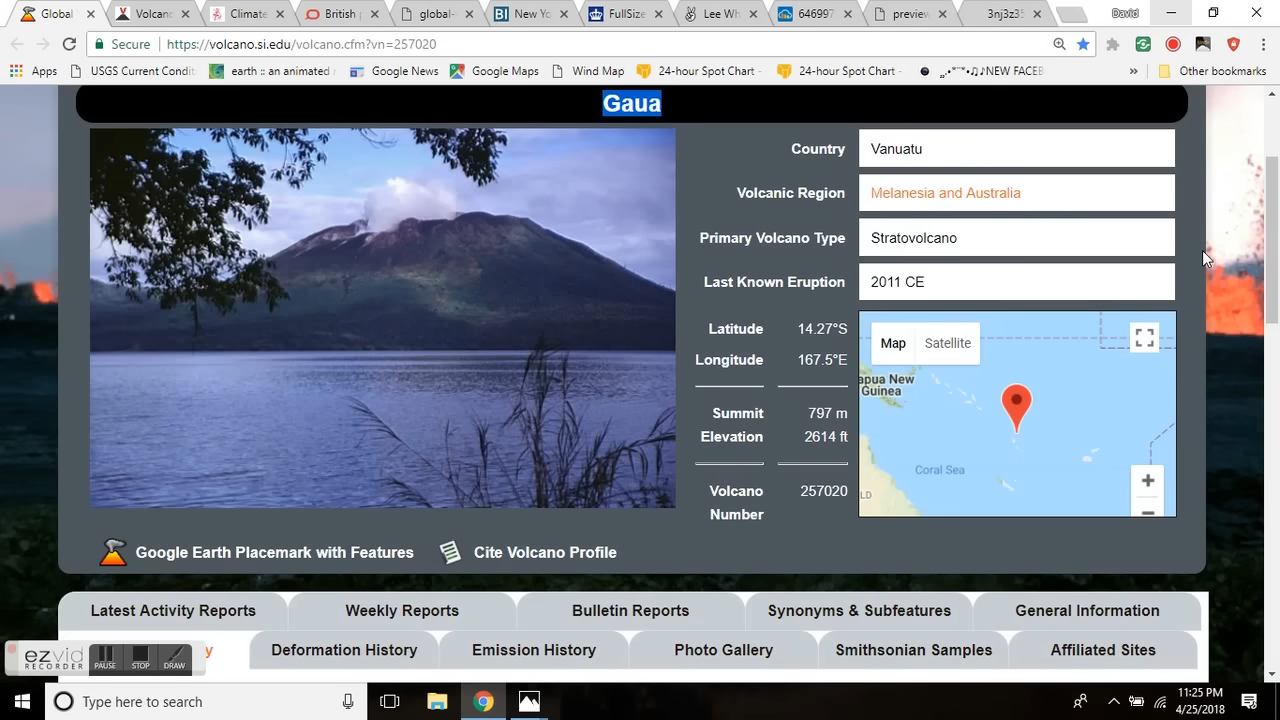 Global
Volcan
Climate
British p
global-
New Yo
FullSize
Lee Wh
646997
preview
3nj3z35
David
Secure
https://volcano.si.edu/volcano.cfm?vn=257020
Apps
USGS Current Condit
earth :: an animated
Google News
Google Maps
Wind Map
24-hour Spot Chart -
24-hour Spot Chart -
NEW FACEB
»
Other bookmarks
Gaua
Country Vanuatu
Volcanic Region Melanesia and Australia
Primary Volcano Type Stratovolcano
Last Known Eruption 2011 CE
Latitude 14.27°S
Longitude 167.5°E
Summit 797 m
Elevation 2614 ft
Volcano 257020
Number
Map Satellite
apua New
Guinea
Coral Sea
LD
+
−
Google Earth Placemark with Features
Cite Volcano Profile
Latest Activity Reports
Weekly Reports
Bulletin Reports
Synonyms & Subfeatures
General Information
y
Deformation History
Emission History
Photo Gallery
Smithsonian Samples
Affiliated Sites
ezvid
RECORDER
PAUSE
STOP
DRAW
Type here to search
11:25 PM
4/25/2018